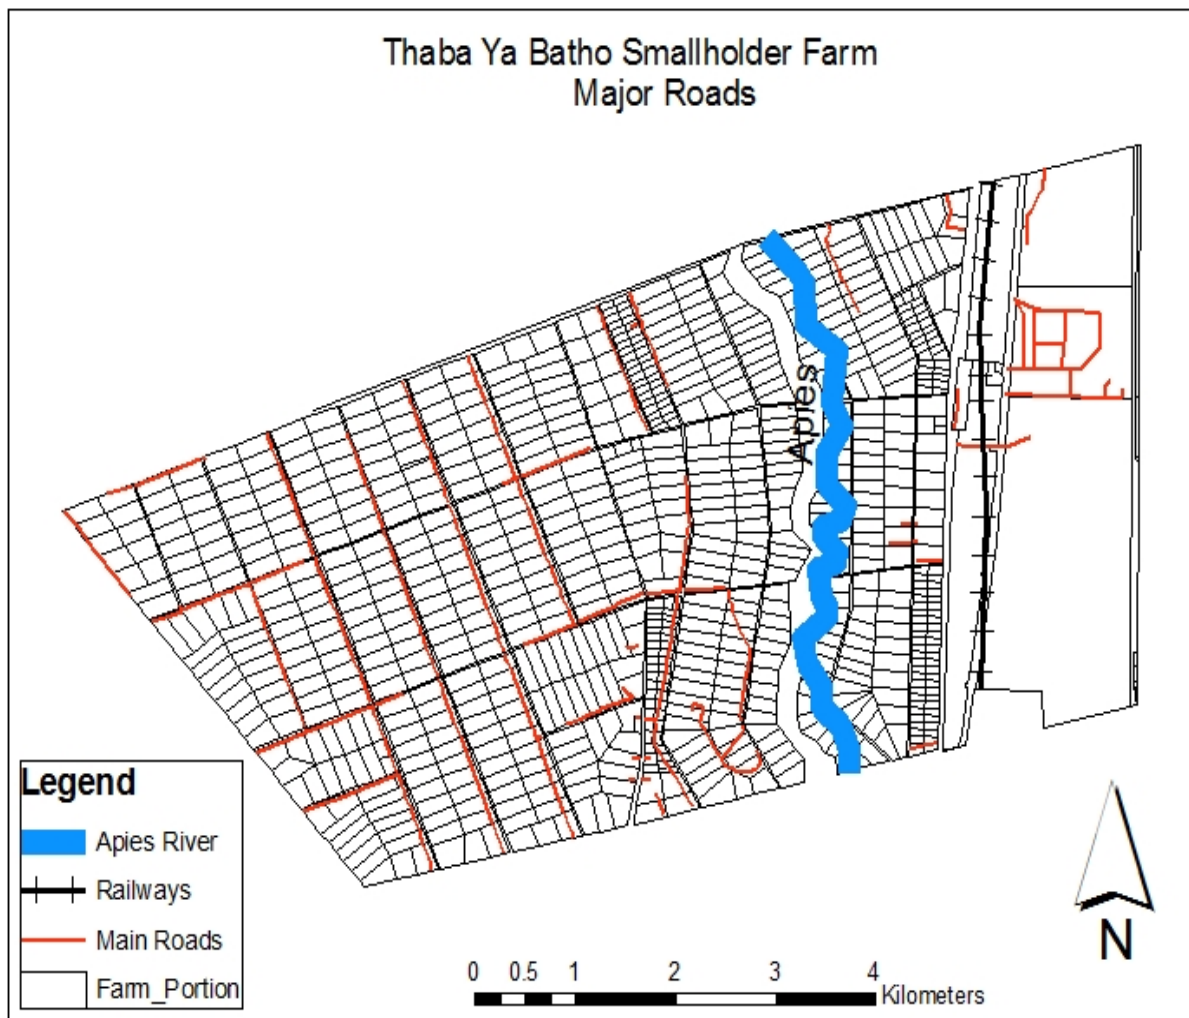 Thaba Ya Batho Smallholder Farm
Major Roads
Apies
Legend
Apies River
Railways
Main Roads
Farm_Portion
N
0 0.5 1 2 3 4
Kilometers